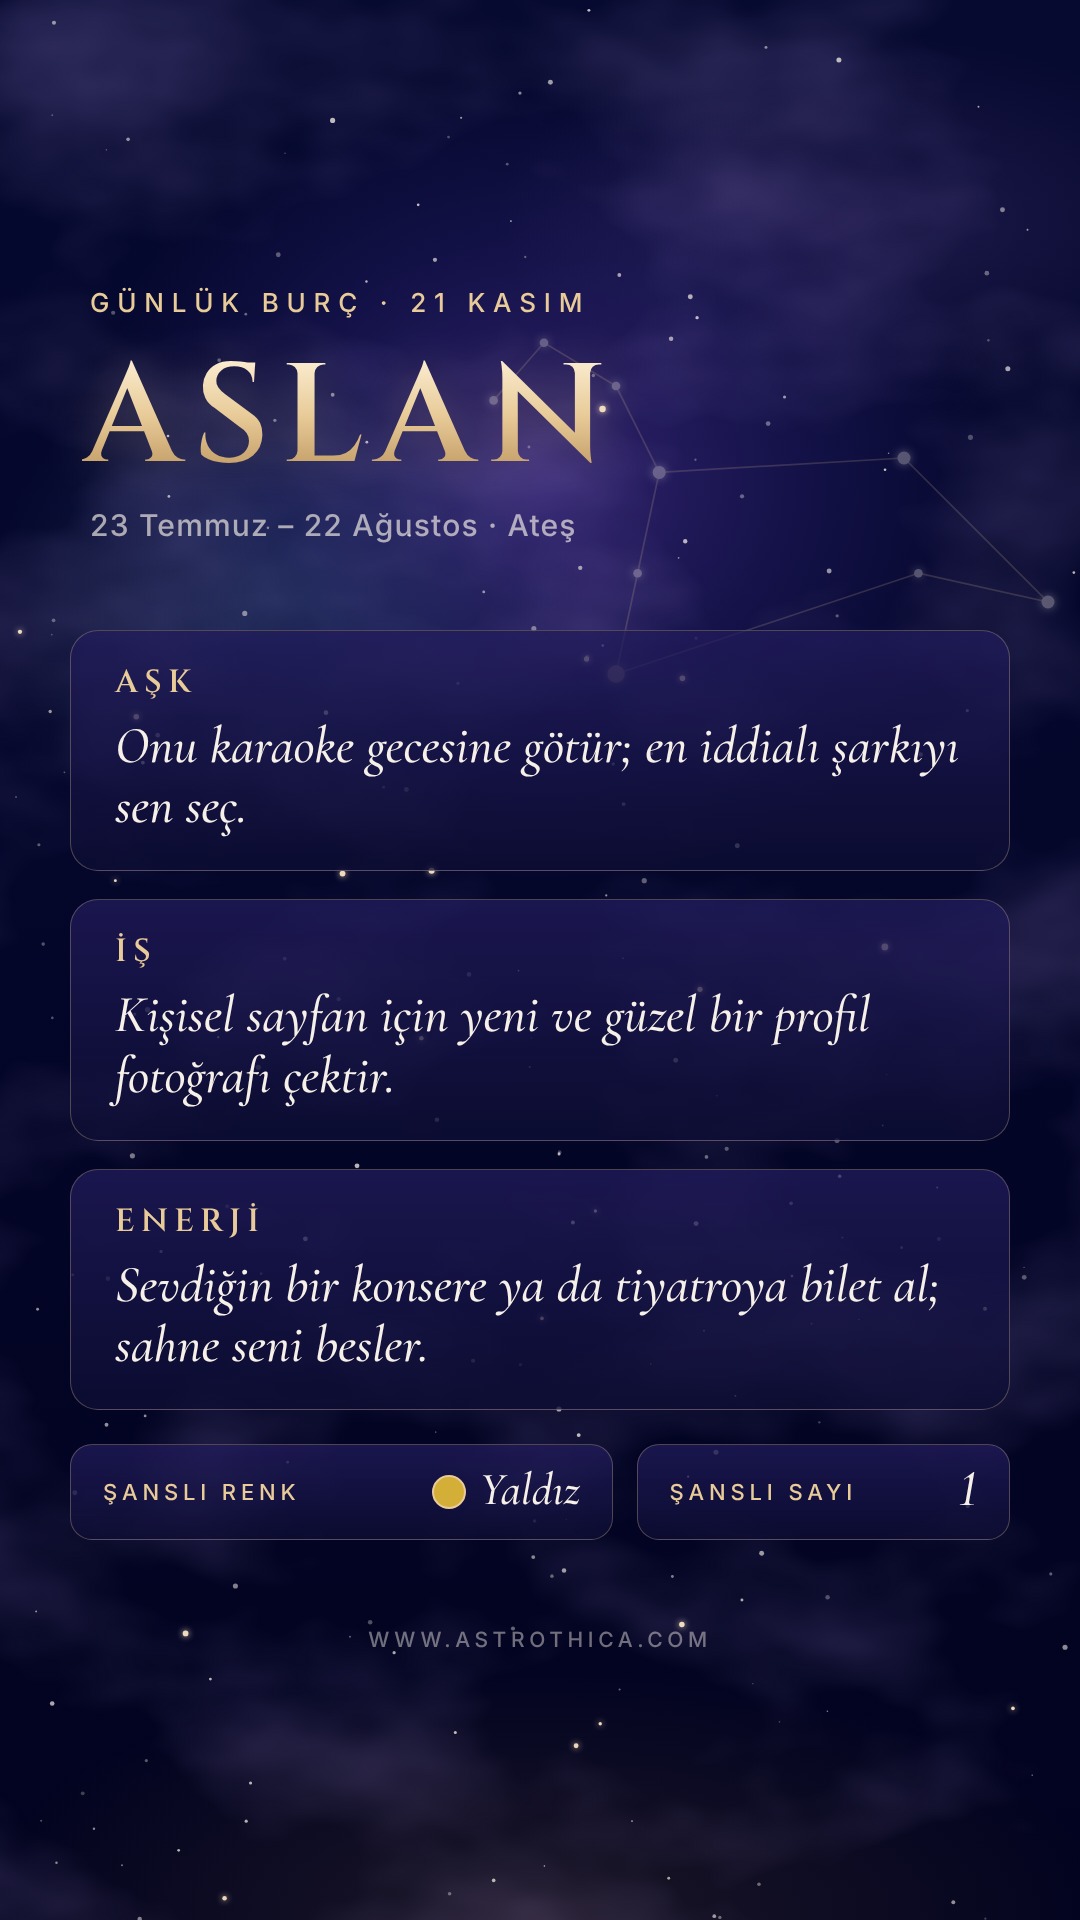 GÜNLÜK BURÇ · 21 KASIM
ASLAN
23 Temmuz – 22 Ağustos · Ateş
AŞK
Onu karaoke gecesine götür; en iddialı şarkıyı
sen seç.
İŞ
Kişisel sayfan için yeni ve güzel bir profil
fotoğrafı çektir.
ENERJİ
Sevdiğin bir konsere ya da tiyatroya bilet al;
sahne seni besler.
ŞANSLI RENK Yaldız
ŞANSLI SAYI 1
WWW.ASTROTHICA.COM